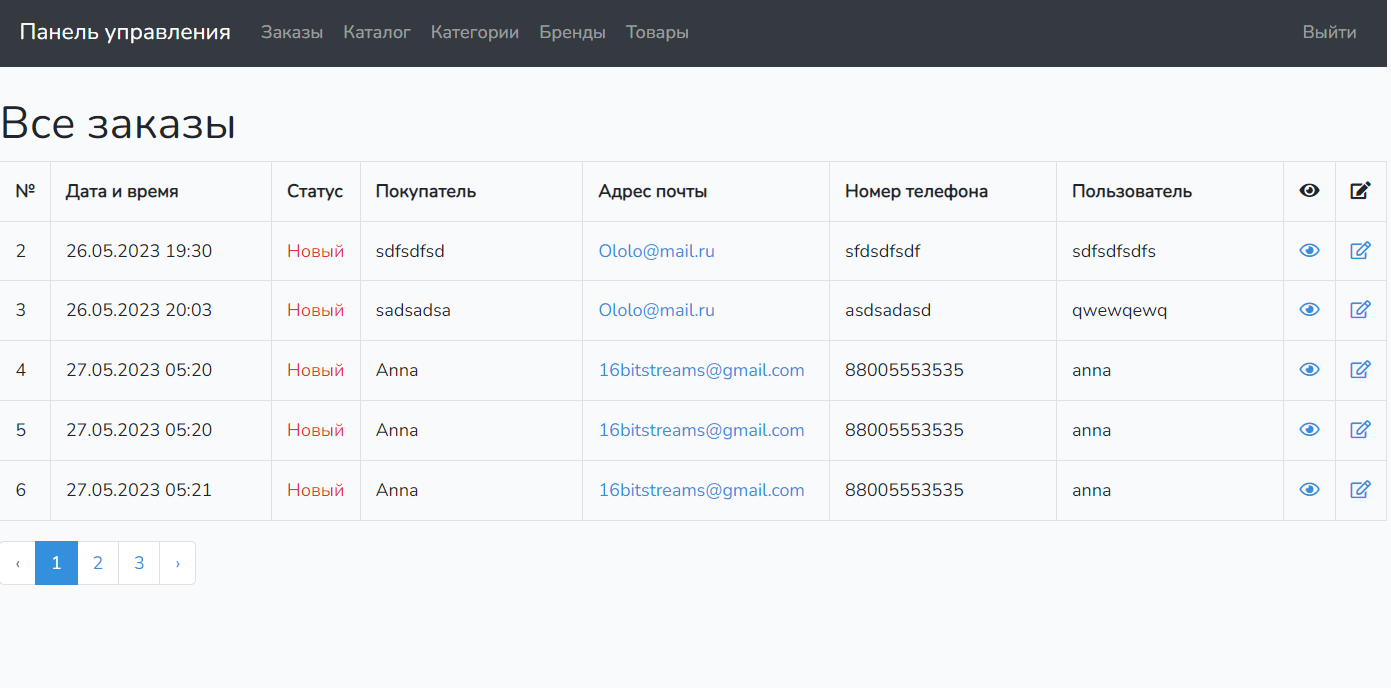 Панель управления Заказы Каталог Категории Бренды Товары Выйти
Все заказы
№ Дата и время Статус Покупатель Адрес почты Номер телефона Пользователь
2 26.05.2023 19:30 Новый sdfsdfsd Ololo@mail.ru sfdsdfsdf sdfsdfsdfs
3 26.05.2023 20:03 Новый sadsadsa Ololo@mail.ru asdsadasd qwewqewq
4 27.05.2023 05:20 Новый Anna 16bitstreams@gmail.com 88005553535 anna
5 27.05.2023 05:20 Новый Anna 16bitstreams@gmail.com 88005553535 anna
6 27.05.2023 05:21 Новый Anna 16bitstreams@gmail.com 88005553535 anna
‹ 1 2 3 ›